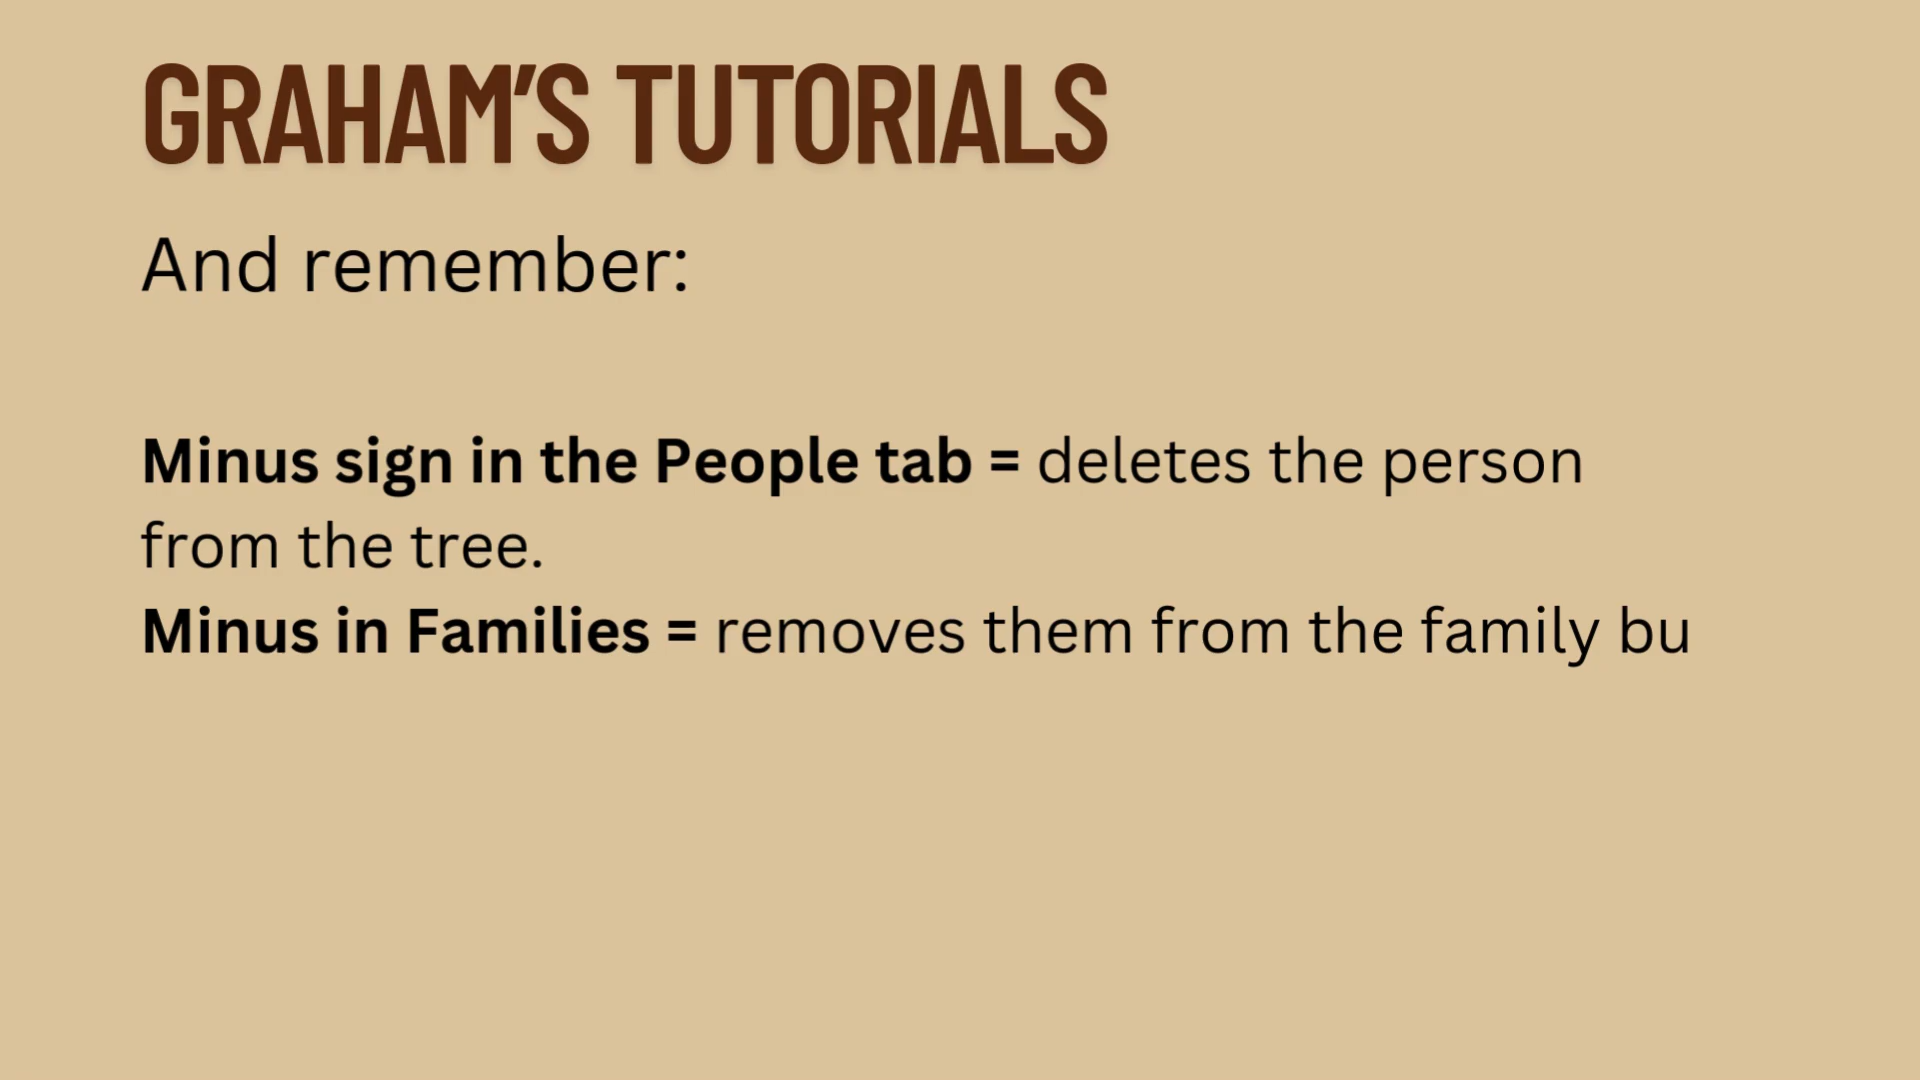 GRAHAM’S TUTORIALS
And remember:
Minus sign in the People tab = deletes the person
from the tree.
Minus in Families = removes them from the family bu